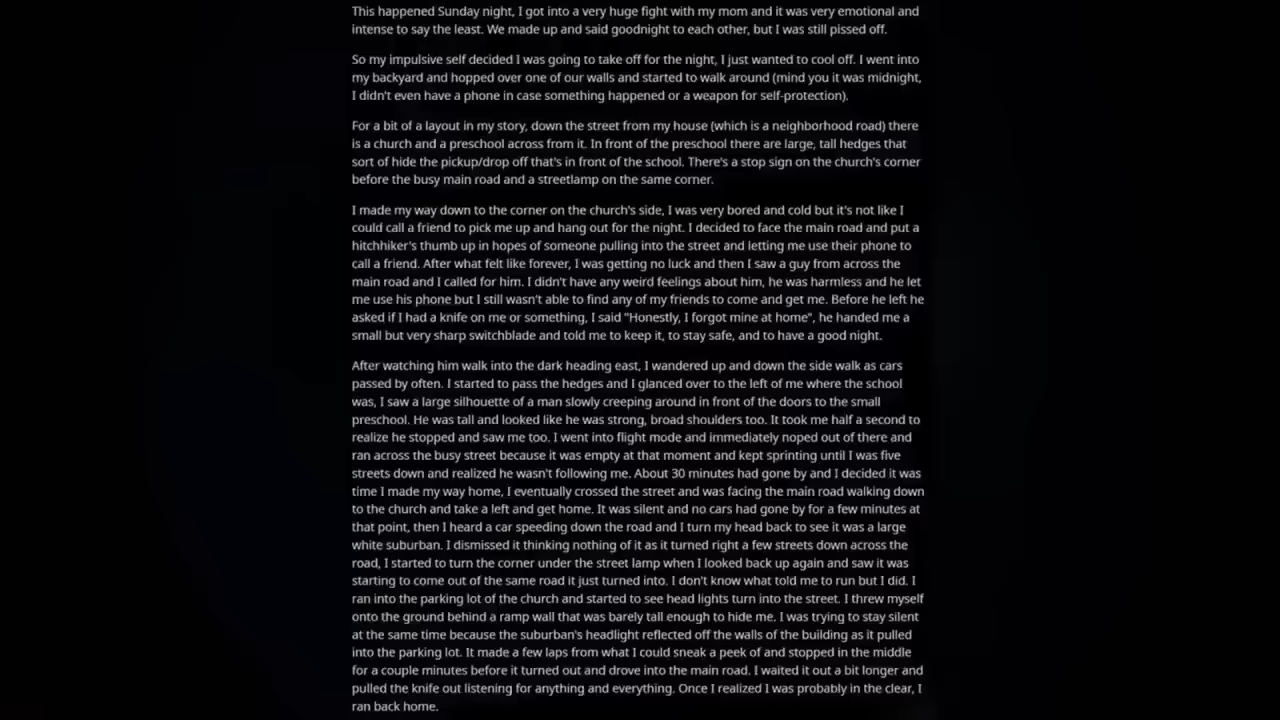 This happened Sunday night, I got into a very huge fight with my mom and it was very emotional and
intense to say the least. We made up and said goodnight to each other, but I was still pissed off.
So my impulsive self decided I was going to take off for the night, I just wanted to cool off. I went into
my backyard and hopped over one of our walls and started to walk around (mind you it was midnight,
I didn't even have a phone in case something happened or a weapon for self-protection).
For a bit of a layout in my story, down the street from my house (which is a neighborhood road) there
is a church and a preschool across from it. In front of the preschool there are large, tall hedges that
sort of hide the pickup/drop off that's in front of the school. There's a stop sign on the church's corner
before the busy main road and a streetlamp on the same corner.
I made my way down to the corner on the church's side, I was very bored and cold but it's not like I
could call a friend to pick me up and hang out for the night. I decided to face the main road and put a
hitchhiker's thumb up in hopes of someone pulling into the street and letting me use their phone to
call a friend. After what felt like forever, I was getting no luck and then I saw a guy from across the
main road and I called for him. I didn't have any weird feelings about him, he was harmless and he let
me use his phone but I still wasn't able to find any of my friends to come and get me. Before he left he
asked if I had a knife on me or something, I said "Honestly, I forgot mine at home", he handed me a
small but very sharp switchblade and told me to keep it, to stay safe, and to have a good night.
After watching him walk into the dark heading east, I wandered up and down the side walk as cars
passed by often. I started to pass the hedges and I glanced over to the left of me where the school
was, I saw a large silhouette of a man slowly creeping around in front of the doors to the small
preschool. He was tall and looked like he was strong, broad shoulders too. It took me half a second to
realize he stopped and saw me too. I went into flight mode and immediately noped out of there and
ran across the busy street because it was empty at that moment and kept sprinting until I was five
streets down and realized he wasn't following me. About 30 minutes had gone by and I decided it was
time I made my way home, I eventually crossed the street and was facing the main road walking down
to the church and take a left and get home. It was silent and no cars had gone by for a few minutes at
that point, then I heard a car speeding down the road and I turn my head back to see it was a large
white suburban. I dismissed it thinking nothing of it as it turned right a few streets down across the
road, I started to turn the corner under the street lamp when I looked back up again and saw it was
starting to come out of the same road it just turned into. I don't know what told me to run but I did. I
ran into the parking lot of the church and started to see head lights turn into the street. I threw myself
onto the ground behind a ramp wall that was barely tall enough to hide me. I was trying to stay silent
at the same time because the suburban's headlight reflected off the walls of the building as it pulled
into the parking lot. It made a few laps from what I could sneak a peek of and stopped in the middle
for a couple minutes before it turned out and drove into the main road. I waited it out a bit longer and
pulled the knife out listening for anything and everything. Once I realized I was probably in the clear, I
ran back home.